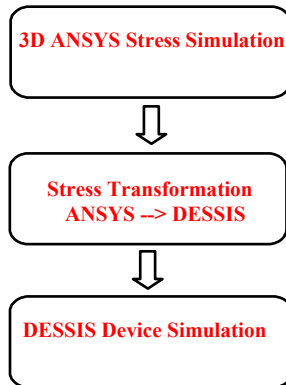 3D ANSYS Stress Simulation
Stress Transformation
ANSYS --> DESSIS
DESSIS Device Simulation